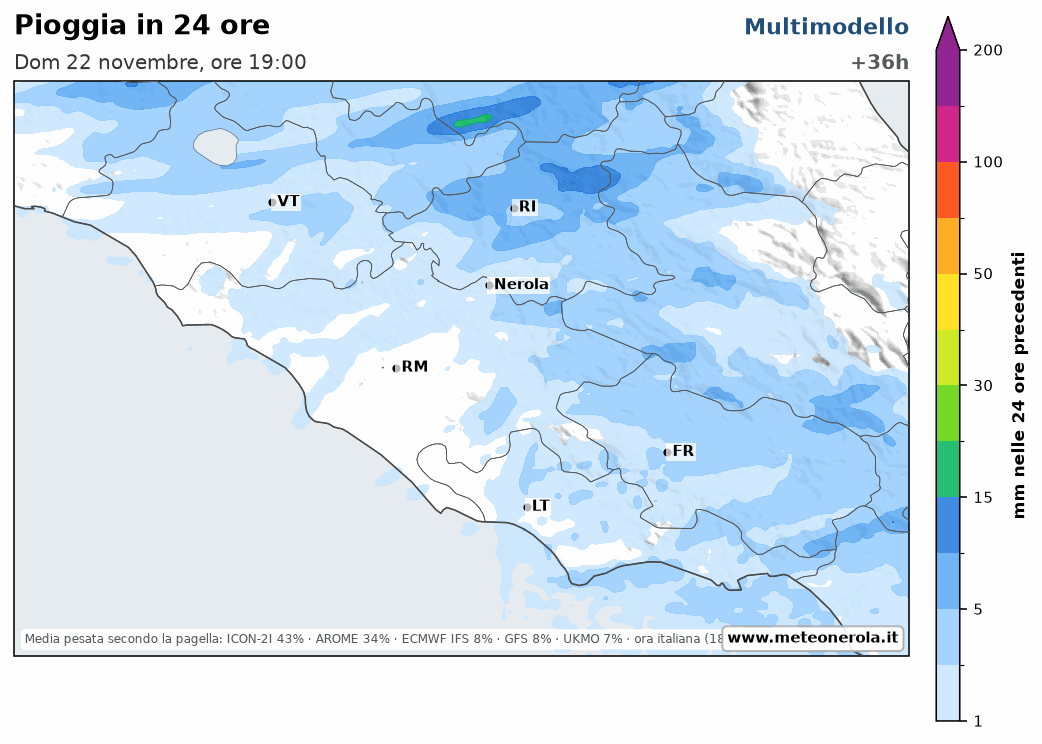 Pioggia in 24 ore
Multimodello
Dom 22 novembre, ore 19:00
+36h
200
100
50
30
15
5
1
mm nelle 24 ore precedenti
VT
RI
Nerola
RM
FR
LT
Media pesata secondo la pagella: ICON-2I 43% · AROME 34% · ECMWF IFS 8% · GFS 8% · UKMO 7% · ora italiana (18
www.meteonerola.it